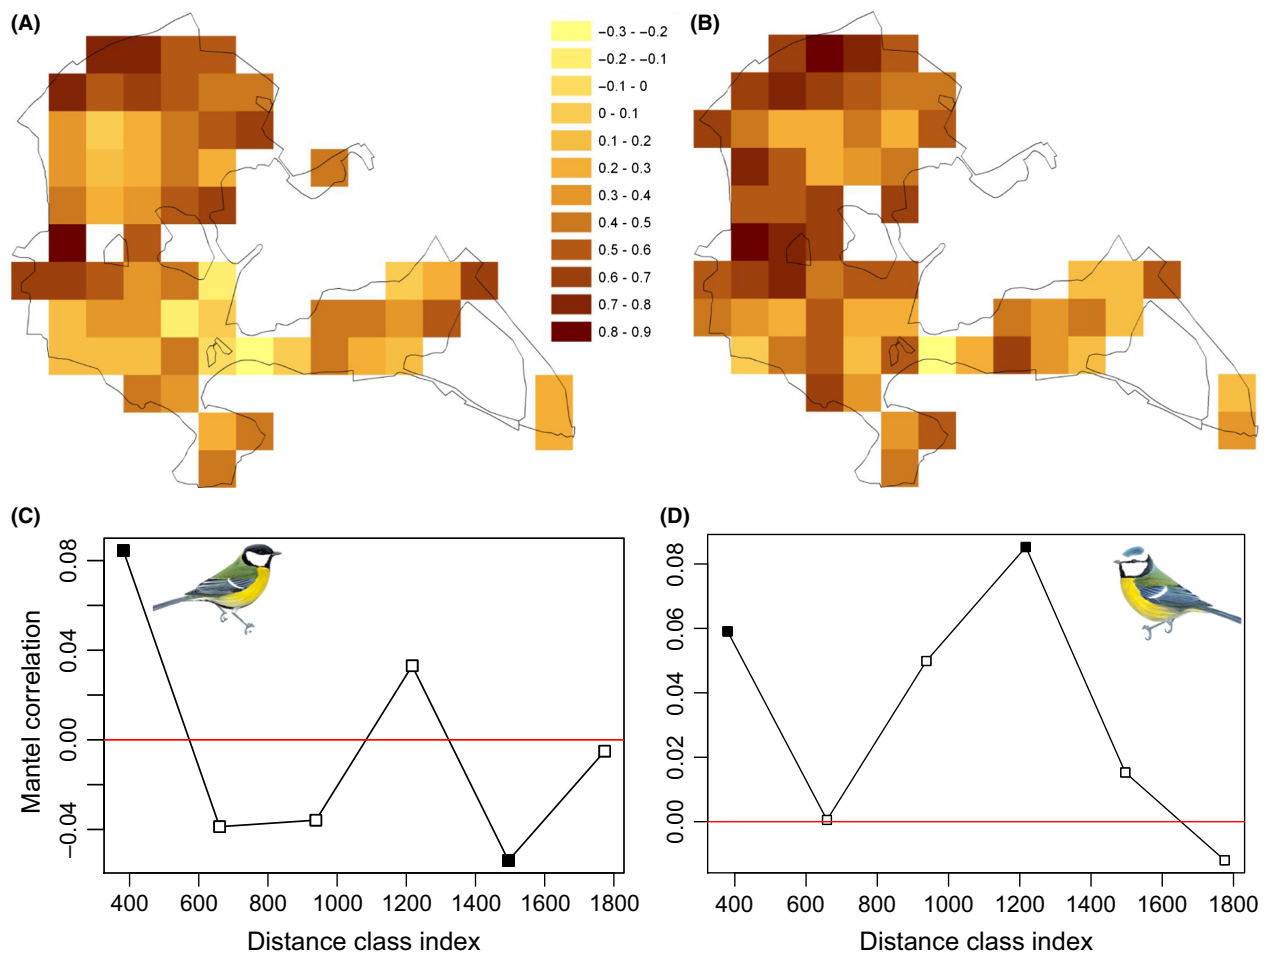 (A)
(B)
−0.3 - −0.2
−0.2 - −0.1
−0.1 - 0
0 - 0.1
0.1 - 0.2
0.2 - 0.3
0.3 - 0.4
0.4 - 0.5
0.5 - 0.6
0.6 - 0.7
0.7 - 0.8
0.8 - 0.9
(C)
0.08
0.04
0.00
−0.04
Mantel correlation
400 600 800 1000 1200 1400 1600 1800
Distance class index
(D)
0.08
0.06
0.04
0.02
0.00
400 600 800 1000 1200 1400 1600 1800
Distance class index